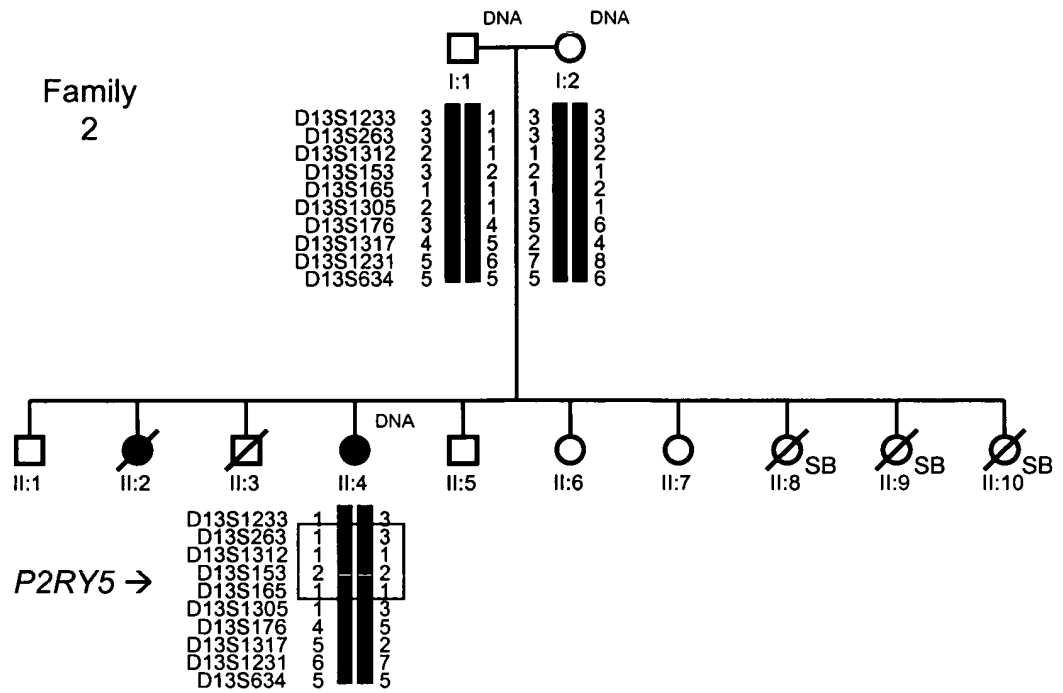 DNA DNA
Family
2
I:1 I:2
D13S1233 3 1 3 3
D13S263 3 1 3 3
D13S1312 2 1 1 2
D13S153 3 2 2 1
D13S165 1 1 1 2
D13S1305 2 1 3 1
D13S176 3 4 5 6
D13S1317 4 5 2 4
D13S1231 5 6 7 8
D13S634 5 5 5 6
DNA
SB SB SB
II:1 II:2 II:3 II:4 II:5 II:6 II:7 II:8 II:9 II:10
D13S1233 1 3
D13S263 1 3
D13S1312 1 1
P2RY5 → D13S153 2 2
D13S165 1 1
D13S1305 1 3
D13S176 4 5
D13S1317 5 2
D13S1231 6 7
D13S634 5 5